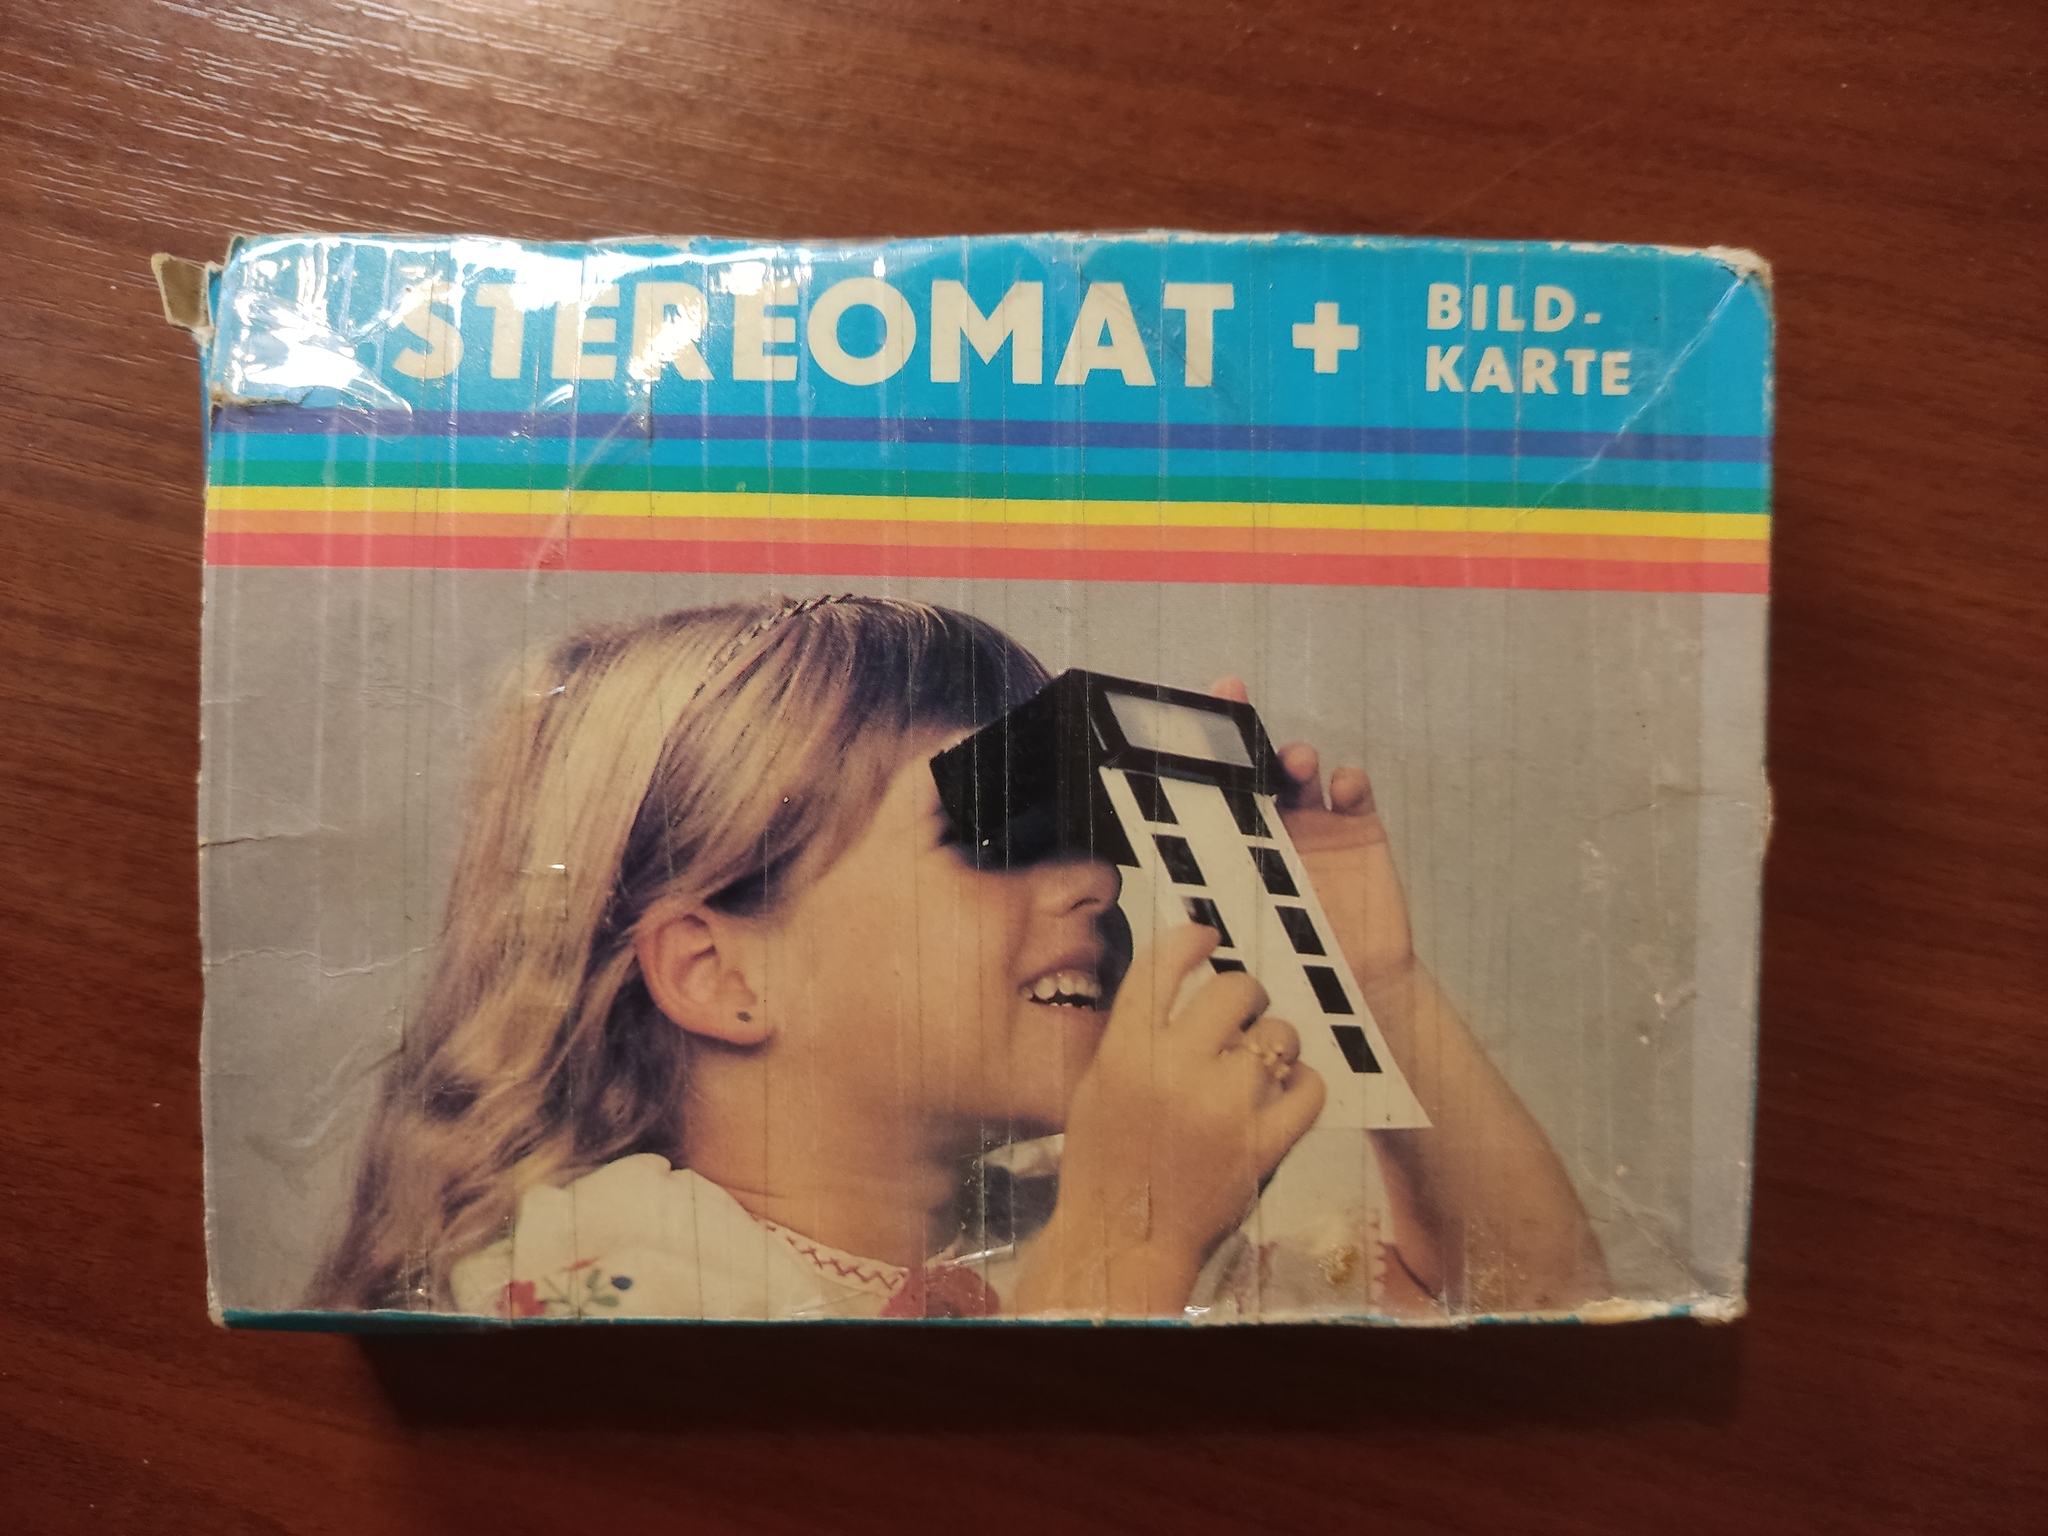 STEREOMAT + BILD-
KARTE